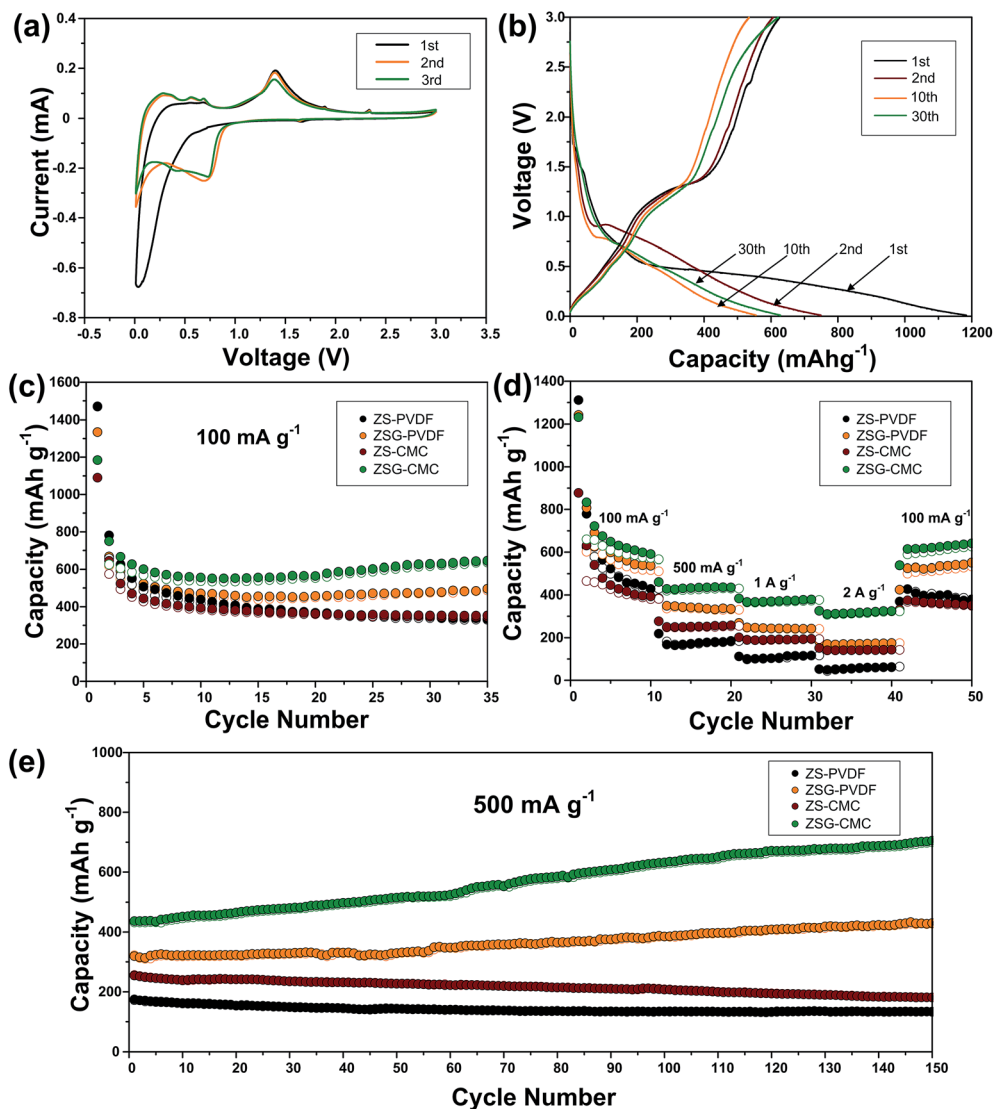 (a)
0.4
0.2
0
-0.2
-0.4
-0.6
-0.8
Current (mA)
1st
2nd
3rd
-0.5
0.0
0.5
1.0
1.5
2.0
2.5
3.0
3.5
Voltage (V)
(b)
3.0
2.5
2.0
1.5
1.0
0.5
0.0
Voltage (V)
1st
2nd
10th
30th
30th
10th
2nd
1st
0
200
400
600
800
1000
1200
Capacity (mAhg-1)
(c)
1600
1400
1200
1000
800
600
400
200
0
Capacity (mAh g-1)
100 mA g-1
ZS-PVDF
ZSG-PVDF
ZS-CMC
ZSG-CMC
0
5
10
15
20
25
30
35
Cycle Number
(d)
1400
1200
1000
800
600
400
200
0
Capacity (mAh g-1)
ZS-PVDF
ZSG-PVDF
ZS-CMC
ZSG-CMC
100 mA g-1
500 mA g-1
1 A g-1
2 A g-1
100 mA g-1
0
10
20
30
40
50
Cycle Number
(e)
1000
800
600
400
200
0
Capacity (mAh g-1)
500 mA g-1
ZS-PVDF
ZSG-PVDF
ZS-CMC
ZSG-CMC
0
10
20
30
40
50
60
70
80
90
100
110
120
130
140
150
Cycle Number